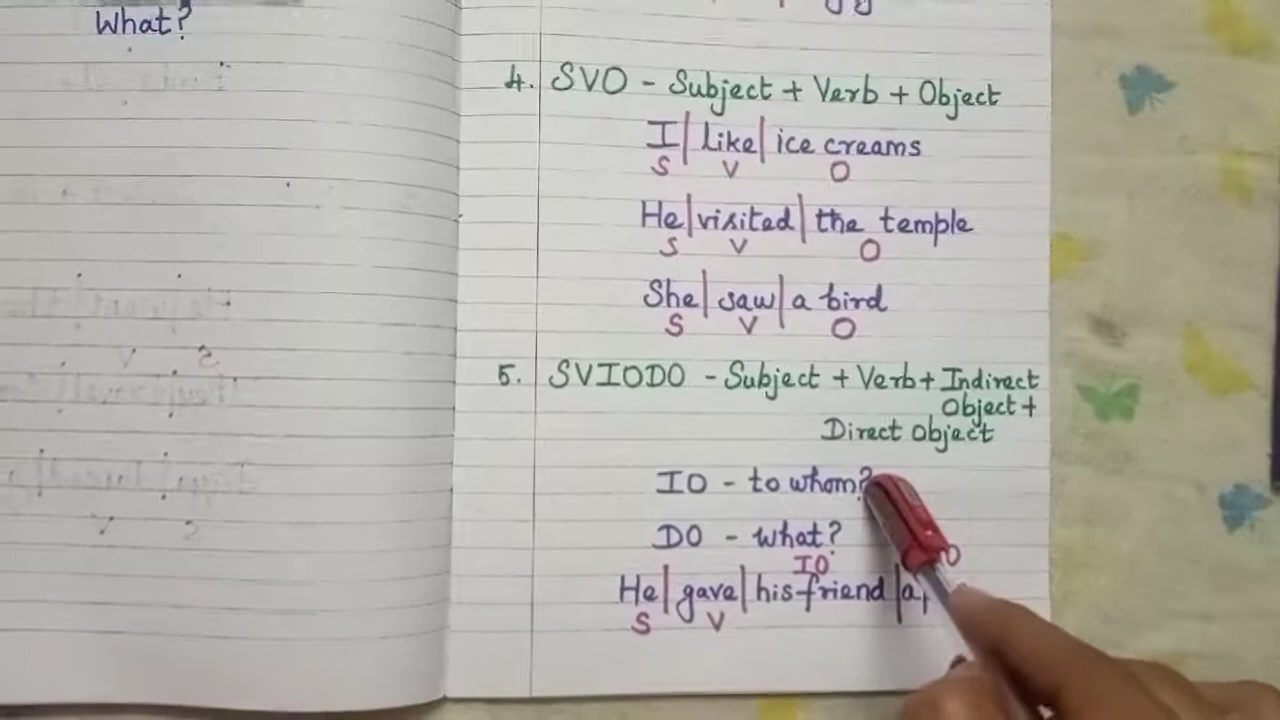 What?
4. SVO - Subject + Verb + Object
I | like | ice creams
S V O
He | visited | the temple
S V O
She | saw | a bird
S V O
5. SVIODO - Subject + Verb + Indirect
Object +
Direct Object
IO - to whom?
DO - what?
IO
He | gave | his friend | a
S V